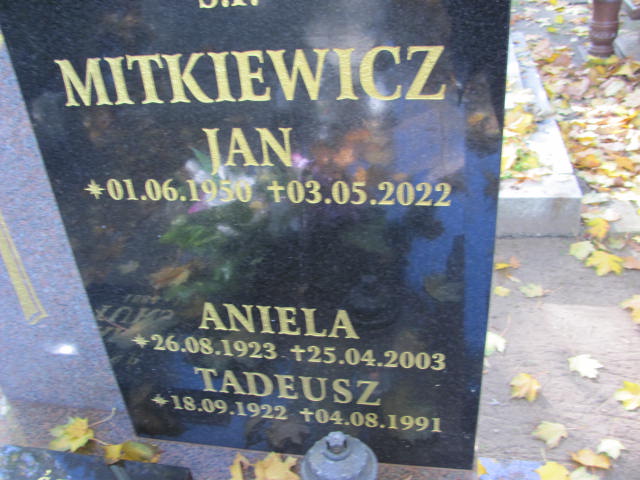 Ś.P.
MITKIEWICZ
JAN
*01.06.1950 †03.05.2022
ANIELA
*26.08.1923 †25.04.2003
TADEUSZ
*18.09.1922 †04.08.1991